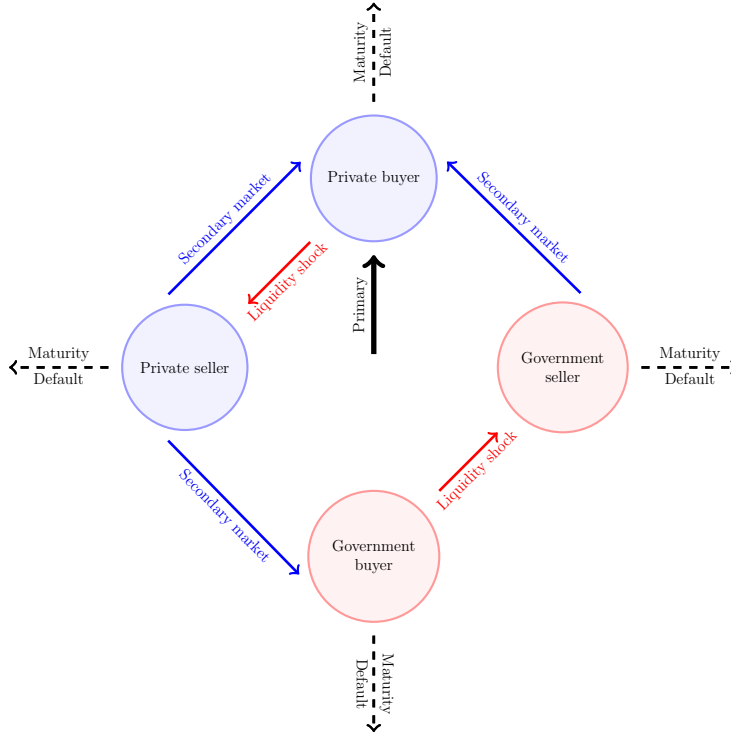 Maturity
Default
Private buyer
Secondary market
Secondary market
Liquidity shock
Primary
Maturity
Default
Private seller
Government
seller
Maturity
Default
Secondary market
Liquidity shock
Government
buyer
Maturity
Default